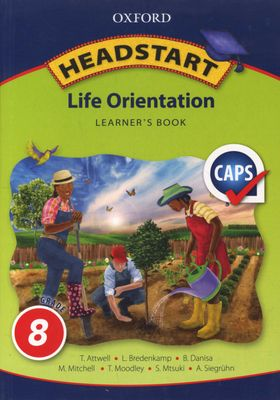 OXFORD
HEADSTART
Life Orientation
LEARNER'S BOOK
CAPS
GRADE
8
T. Attwell • L. Bredenkamp • B. Danisa
M. Mitchell • T. Moodley • S. Mtsuki • A. Siegrühn